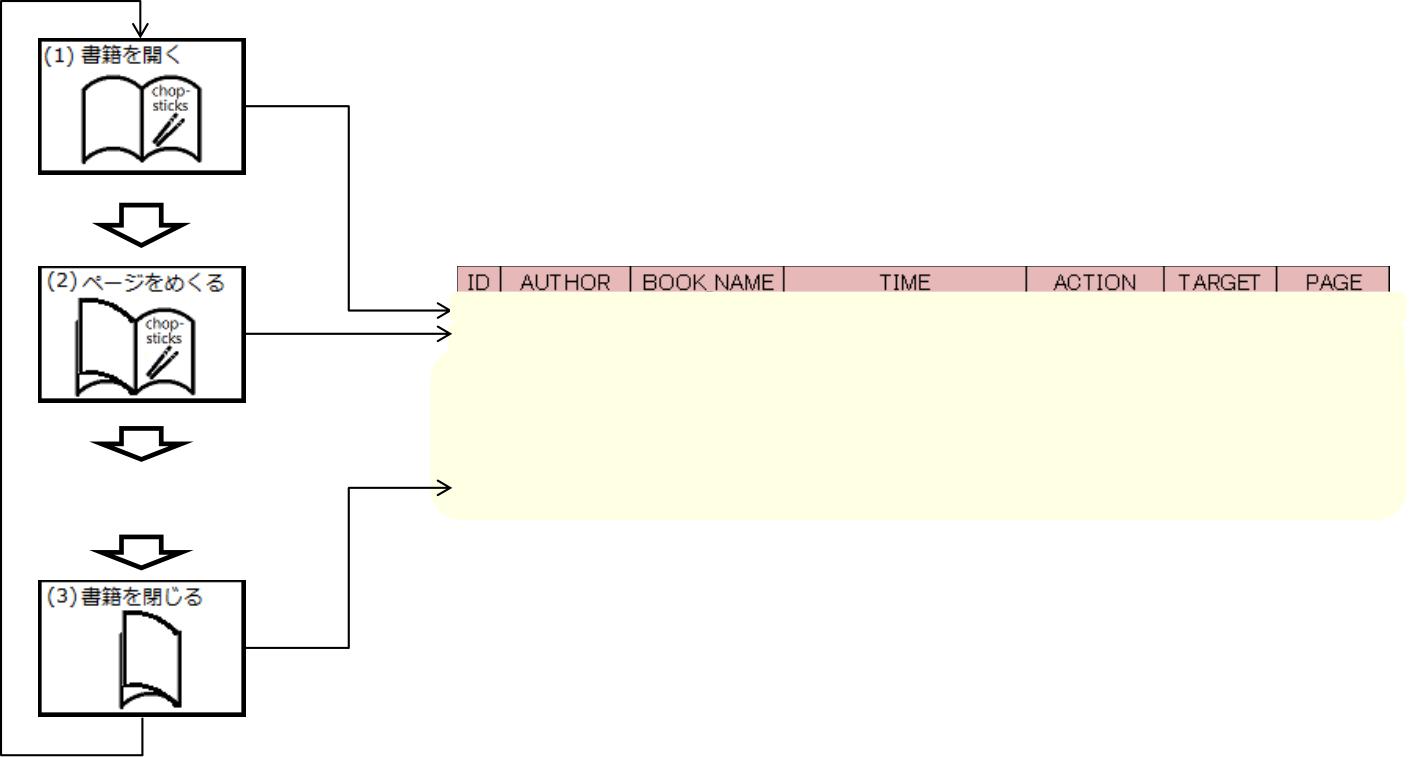 (1) 書籍を開く
chop-
sticks
(2) ページをめくる
chop-
sticks
ID AUTHOR BOOK NAME TIME ACTION TARGET PAGE
(3) 書籍を閉じる